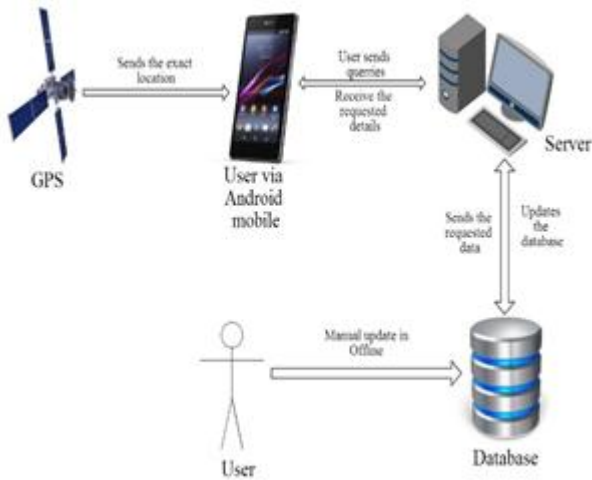 Sends the exact
location
User sends
querries
Receive the
requested
details
GPS
User via
Android
mobile
Server
Sends the
requested
data
Updates
the
database
Manual update in
Offline
User
Database